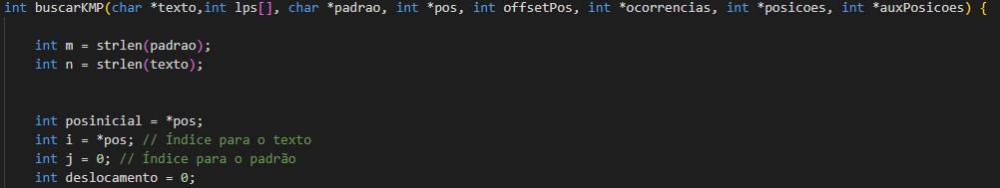 int buscarKMP(char *texto,int lps[], char *padrao, int *pos, int offsetPos, int *ocorrencias, int *posicoes, int *auxPosicoes) {
int m = strlen(padrao);
int n = strlen(texto);
int posinicial = *pos;
int i = *pos; // Índice para o texto
int j = 0; // Índice para o padrão
int deslocamento = 0;